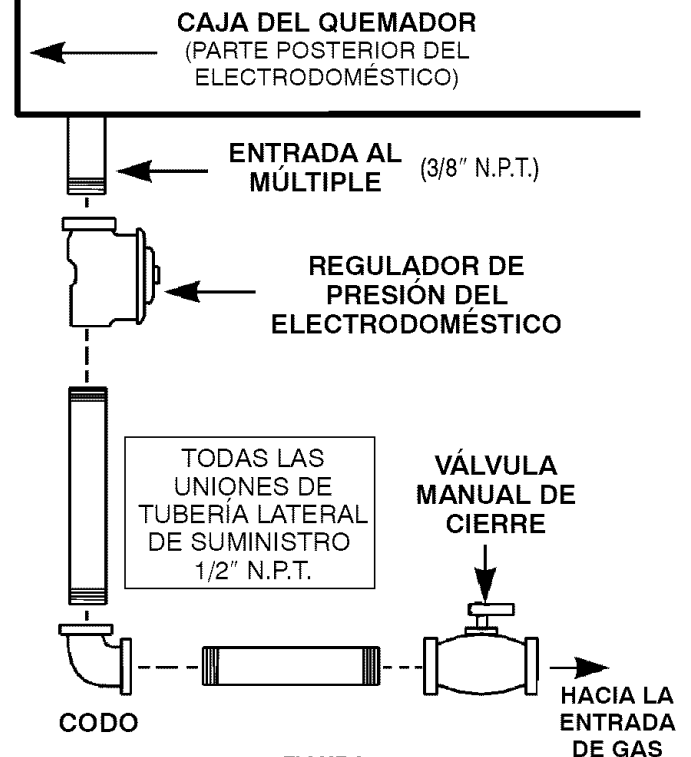 CAJA DEL QUEMADOR
(PARTE POSTERIOR DEL
ELECTRODOMÉSTICO)
ENTRADA AL
MÚLTIPLE (3/8″ N.P.T.)
REGULADOR DE
PRESIÓN DEL
ELECTRODOMÉSTICO
TODAS LAS
UNIONES DE
TUBERÍA LATERAL
DE SUMINISTRO
1/2″ N.P.T.
VÁLVULA
MANUAL DE
CIERRE
CODO
HACIA LA
ENTRADA
DE GAS